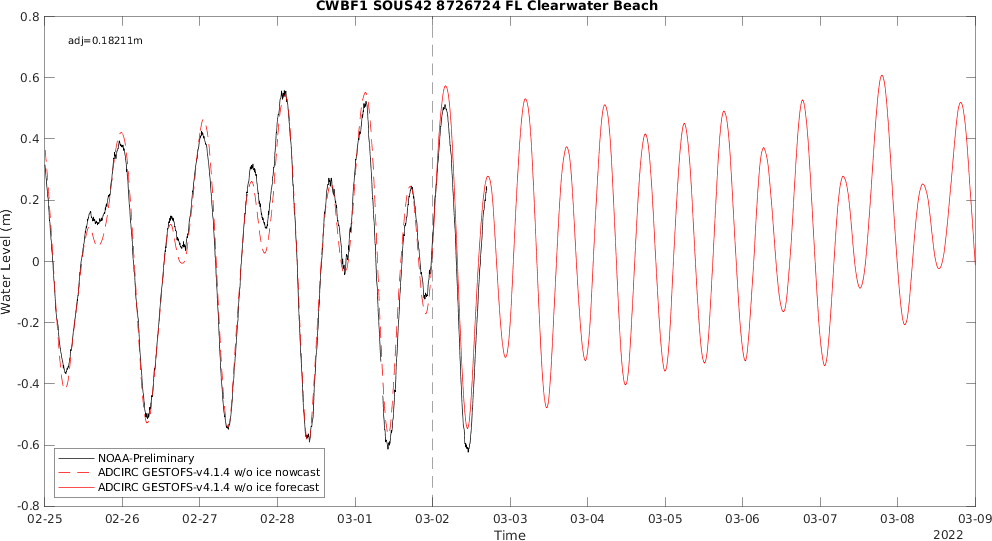 CWBF1 SOUS42 8726724 FL Clearwater Beach
adj=0.18211m
0.8
0.6
0.4
0.2
0
-0.2
-0.4
-0.6
-0.8
Water Level (m)
NOAA-Preliminary
ADCIRC GESTOFS-v4.1.4 w/o ice nowcast
ADCIRC GESTOFS-v4.1.4 w/o ice forecast
02-25 02-26 02-27 02-28 03-01 03-02 03-03 03-04 03-05 03-06 03-07 03-08 03-09
Time
2022